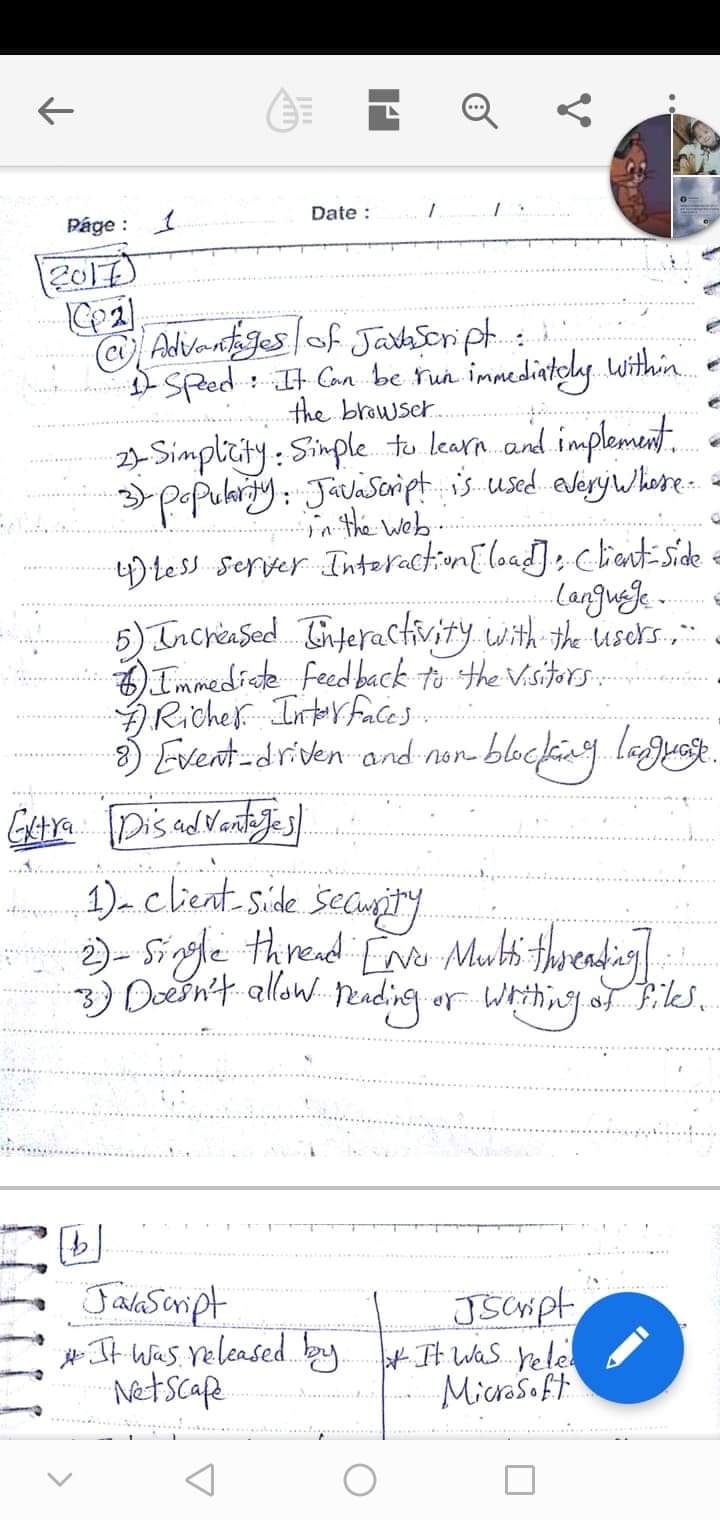 Page : 1 Date : / /
2017
Cp2
a) Advantages of JavaScript :
1)- Speed : It Can be run immediately within
the browser
2)- Simplicity : Simple to learn and implement.
3)- Popularity : JavaScript is used everywhere
in the web.
4) Less server Interaction [load] : Client-side
language.
5) Increased Interactivity with the users.
6) Immediate feedback to the Visitors.
7) Richer Interfaces.
8) Event-driven and non-blocking language.
Extra Disadvantages
1)- client-side security
2)- Single thread [No Multi threading]
3) Doesn't allow reading or writing of files.
b
JavaScript JScript
* It was released by * It was
Netscape Microsoft